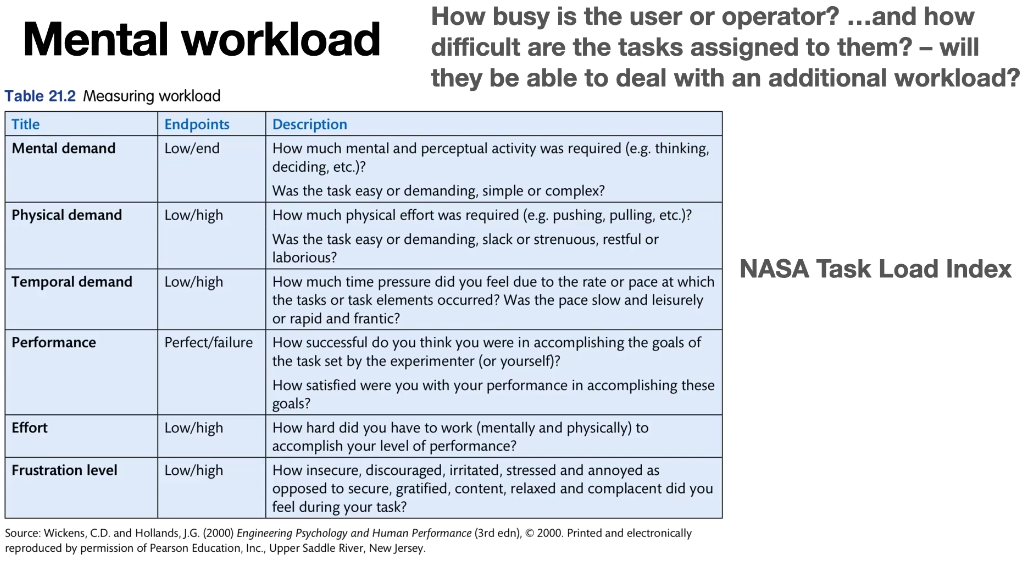 Mental workload
How busy is the user or operator? …and how
difficult are the tasks assigned to them? – will
they be able to deal with an additional workload?
Table 21.2 Measuring workload
Title Endpoints Description
Mental demand Low/end How much mental and perceptual activity was required (e.g. thinking,
deciding, etc.)?
Was the task easy or demanding, simple or complex?
Physical demand Low/high How much physical effort was required (e.g. pushing, pulling, etc.)?
Was the task easy or demanding, slack or strenuous, restful or
laborious?
Temporal demand Low/high How much time pressure did you feel due to the rate or pace at which
the tasks or task elements occurred? Was the pace slow and leisurely
or rapid and frantic?
Performance Perfect/failure How successful do you think you were in accomplishing the goals of
the task set by the experimenter (or yourself)?
How satisfied were you with your performance in accomplishing these
goals?
Effort Low/high How hard did you have to work (mentally and physically) to
accomplish your level of performance?
Frustration level Low/high How insecure, discouraged, irritated, stressed and annoyed as
opposed to secure, gratified, content, relaxed and complacent did you
feel during your task?
NASA Task Load Index
Source: Wickens, C.D. and Hollands, J.G. (2000) Engineering Psychology and Human Performance (3rd edn), © 2000. Printed and electronically
reproduced by permission of Pearson Education, Inc., Upper Saddle River, New Jersey.